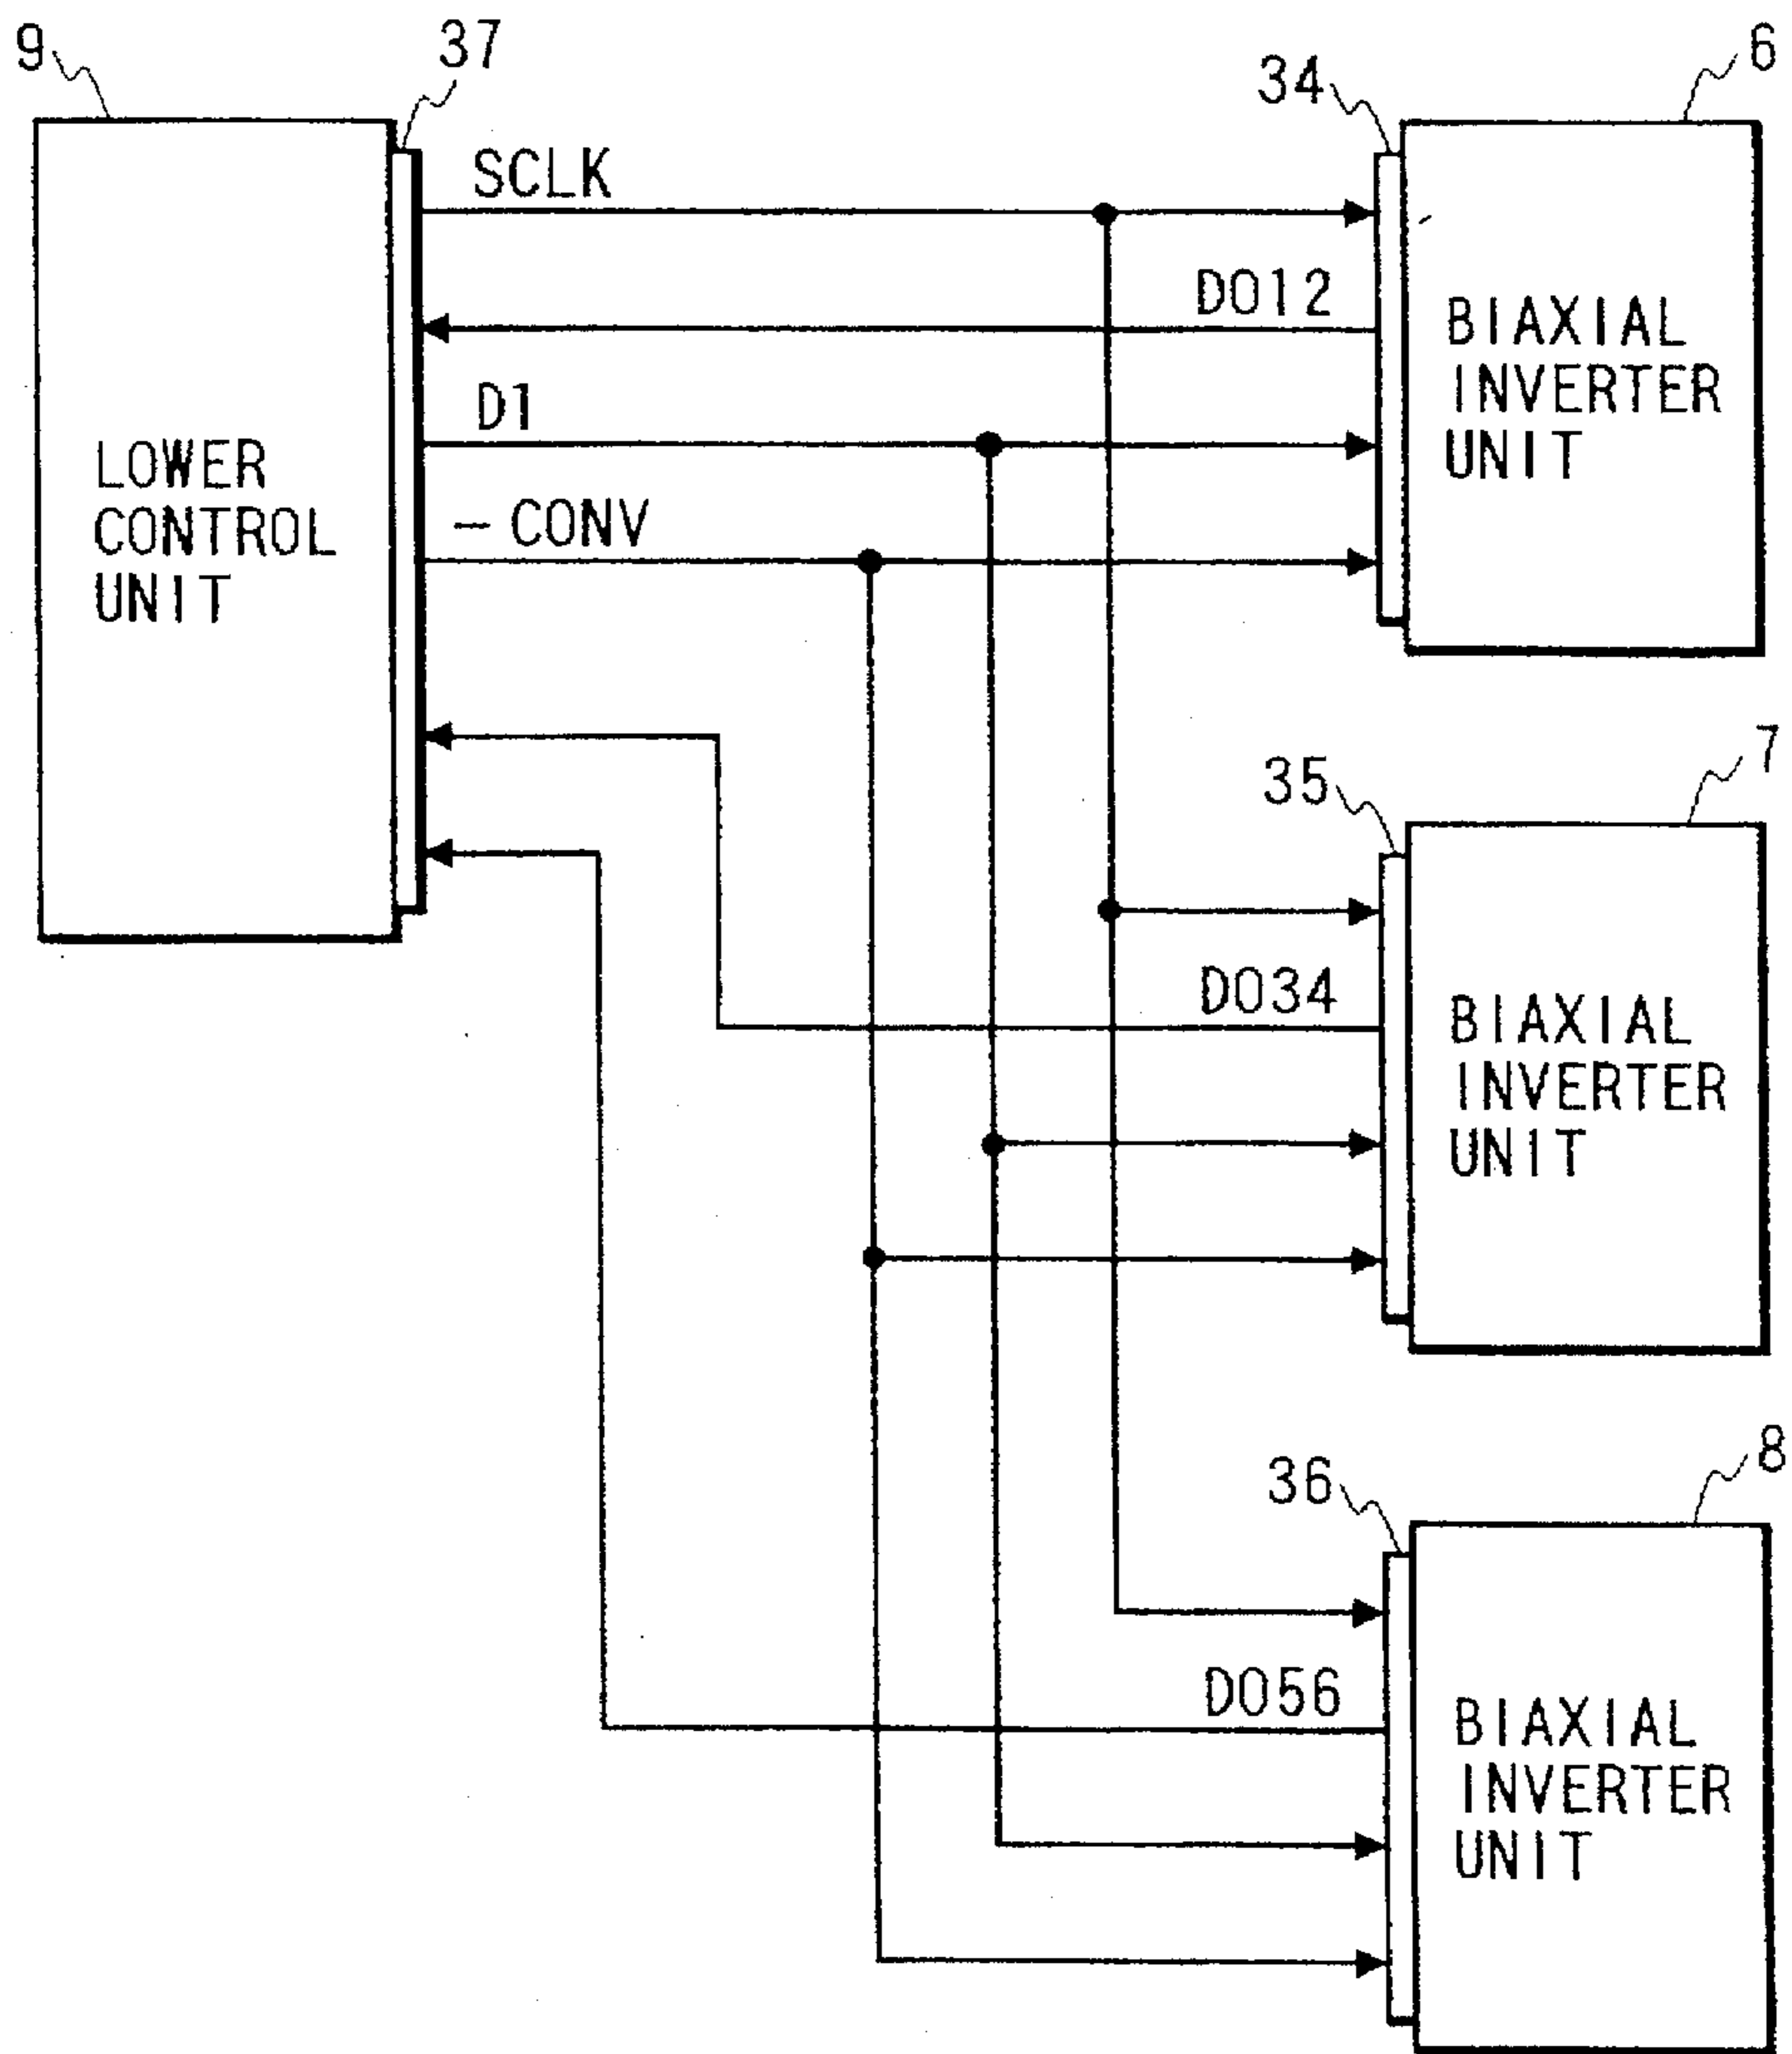 9
37
34
6
SCLK
DO12
BIAXIAL
INVERTER
UNIT
D1
LOWER
CONTROL
UNIT
- CONV
35
7
DO34
BIAXIAL
INVERTER
UNIT
36
8
DO56
BIAXIAL
INVERTER
UNIT